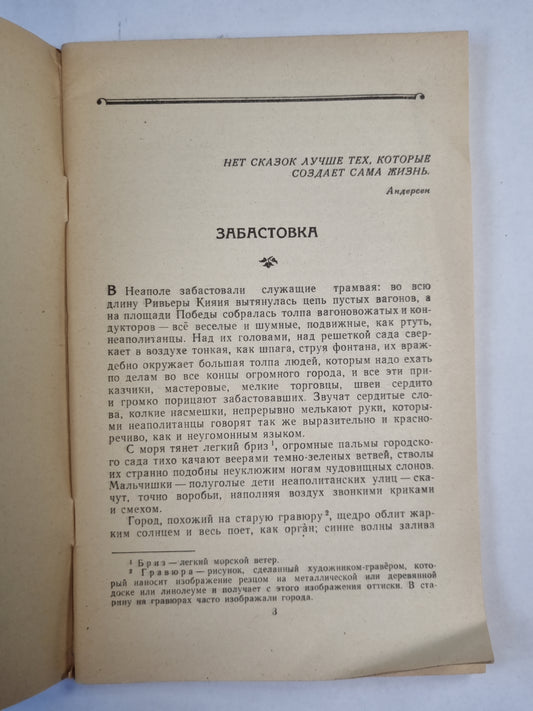 НЕТ СКАЗОК ЛУЧШЕ ТЕХ, КОТОРЫЕ
СОЗДАЕТ САМА ЖИЗНЬ.
Андерсен
ЗАБАСТОВКА
В Неаполе забастовали служащие трамвая: во всю
длину Ривьеры Кияия вытянулась цепь пустых вагонов, а
на площади Победы собралась толпа вагоновожатых и кон-
дукторов — всё веселые и шумные, подвижные, как ртуть,
неаполитанцы. Над их головами, над решеткой сада свер-
кает в воздухе тонкая, как шпага, струя фонтана, их враж-
дебно окружает большая толпа людей, которым надо ехать
по делам во все концы огромного города, и все эти при-
казчики, мастеровые, мелкие торговцы, швеи сердито
и громко порицают забастовавших. Звучат сердитые сло-
ва, колкие насмешки, непрерывно мелькают руки, которы-
ми неаполитанцы говорят так же выразительно и красно-
речиво, как и неугомонным языком.
С моря тянет легкий бриз¹, огромные пальмы городско-
го сада тихо качают веерами темно-зеленых ветвей, стволы
их странно подобны неуклюжим ногам чудовищных слонов.
Мальчишки — полуголые дети неаполитанских улиц — ска-
чут, точно воробьи, наполняя воздух звонкими криками
и смехом.
Город, похожий на старую гравюру², щедро облит жар-
ким солнцем и весь поет, как орга́н; синие волны залива
¹ Бриз — легкий морской ветер.
² Гравюра — рисунок, сделанный художником-гравёром, кото-
рый наносит изображение резцом на металлической или деревянной
доске или линолеуме и получает с этого изображения оттиски. В ста-
рину на гравюрах часто изображали города.
3